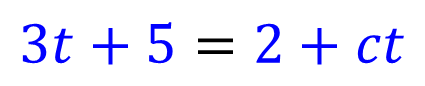 3t + 5 = 2 + ct